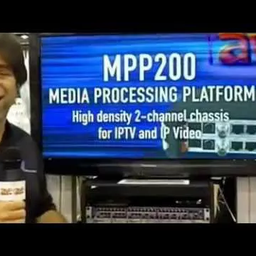 MPP200
MEDIA PROCESSING PLATFORM
High density 2-channel chassis
for IPTV and IP Video